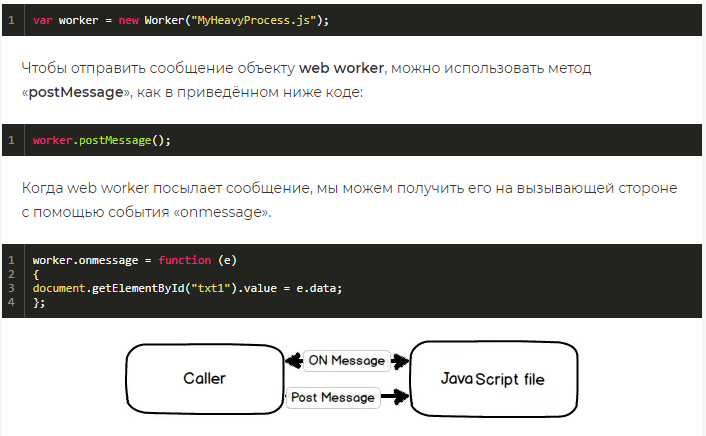 1 var worker = new Worker("MyHeavyProcess.js");
Чтобы отправить сообщение объекту web worker, можно использовать метод
«postMessage», как в приведённом ниже коде:
1 worker.postMessage();
Когда web worker посылает сообщение, мы можем получить его на вызывающей стороне
с помощью события «onmessage».
1 worker.onmessage = function (e)
2 {
3 document.getElementById("txt1").value = e.data;
4 };
Caller
ON Message
Post Message
JavaScript file